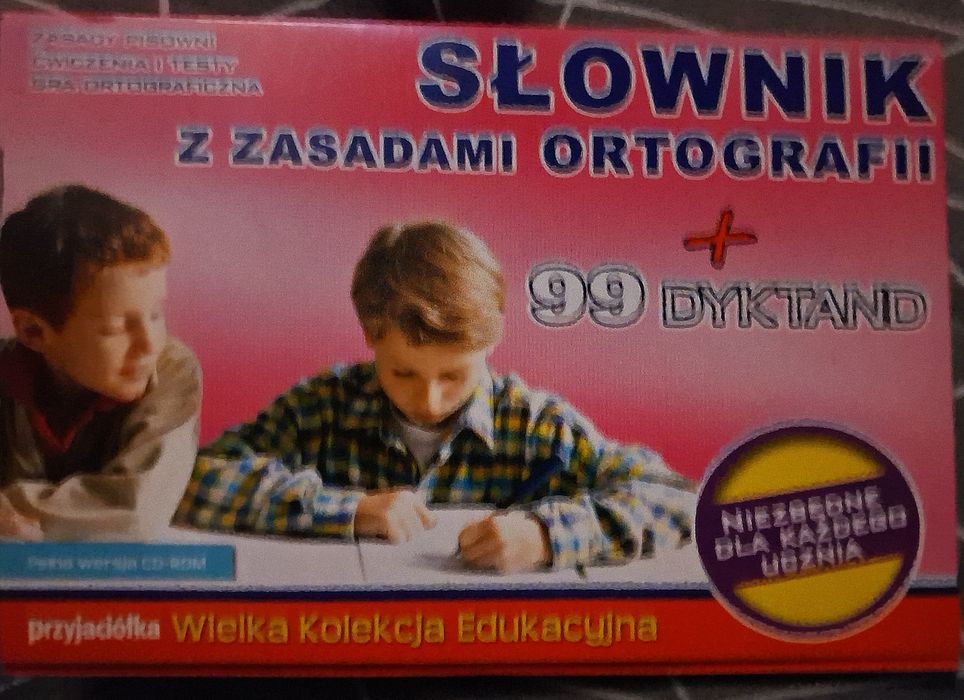 ZASADY PISOWNI
ĆWICZENIA I TESTY
GRA ORTOGRAFICZNA
SŁOWNIK
Z ZASADAMI ORTOGRAFII
+
99 DYKTAND
NIEZBĘDNE
DLA KAŻDEGO
UCZNIA
Pełna wersja CD-ROM
przyjaciółka Wielka Kolekcja Edukacyjna